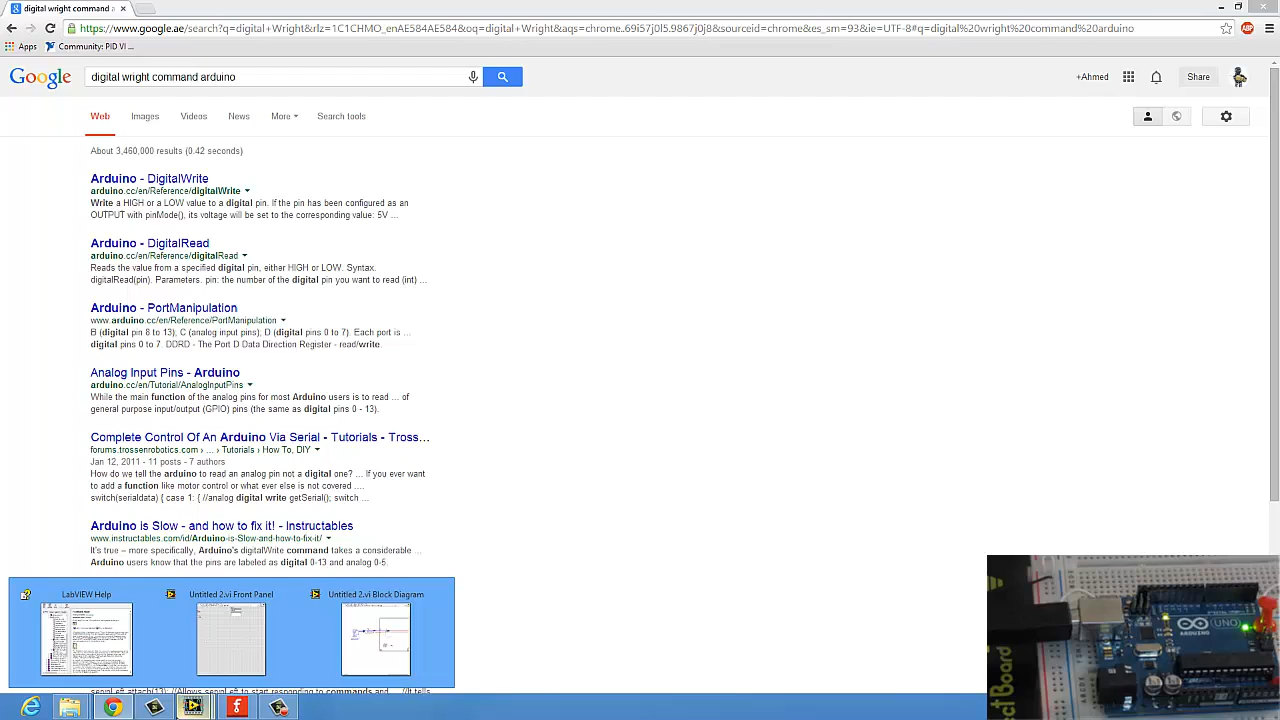 digital wright command a
https://www.google.ae/search?q=digital+Wright&rlz=1C1CHMO_enAE584AE584&oq=digital+Wright&aqs=chrome..69i57j0l5.9867j0j8&sourceid=chrome&es_sm=93&ie=UTF-8#q=digital%20wright%20command%20arduino
Apps Community: PID VI ...
Google digital wright command arduino +Ahmed Share
Web Images Videos News More Search tools
About 3,460,000 results (0.42 seconds)
Arduino - DigitalWrite
arduino.cc/en/Reference/digitalWrite
Write a HIGH or a LOW value to a digital pin. If the pin has been configured as an
OUTPUT with pinMode(), its voltage will be set to the corresponding value: 5V ...
Arduino - DigitalRead
arduino.cc/en/Reference/digitalRead
Reads the value from a specified digital pin, either HIGH or LOW. Syntax.
digitalRead(pin). Parameters. pin: the number of the digital pin you want to read (int) ...
Arduino - PortManipulation
www.arduino.cc/en/Reference/PortManipulation
B (digital pin 8 to 13); C (analog input pins); D (digital pins 0 to 7). Each port is ...
digital pins 0 to 7. DDRD - The Port D Data Direction Register - read/write.
Analog Input Pins - Arduino
arduino.cc/en/Tutorial/AnalogInputPins
While the main function of the analog pins for most Arduino users is to read ... of
general purpose input/output (GPIO) pins (the same as digital pins 0 - 13).
Complete Control Of An Arduino Via Serial - Tutorials - Tross...
forums.trossenrobotics.com › ... › Tutorials › How To, DIY
Jan 12, 2011 - 11 posts - 7 authors
How do we tell the arduino to read an analog pin not a digital one? ... If you ever want
to add a function like motor control or what ever else is not covered ....
switch(serialdata) { case 1: { //analog digital write getSerial(); switch....
Arduino is Slow - and how to fix it! - Instructables
www.instructables.com/id/Arduino-is-Slow-and-how-to-fix-it/
It's true – more specifically, Arduino's digitalWrite command takes a considerable ...
Arduino users know that the pins are labeled as digital 0-13 and analog 0-5.
LabVIEW Help Untitled 2.vi Front Panel Untitled 2.vi Block Diagram
servoLeft.attach(13); //Allows servoLeft to start responding to commands and .... //It tells
UNO
ARDUINO
ect Board